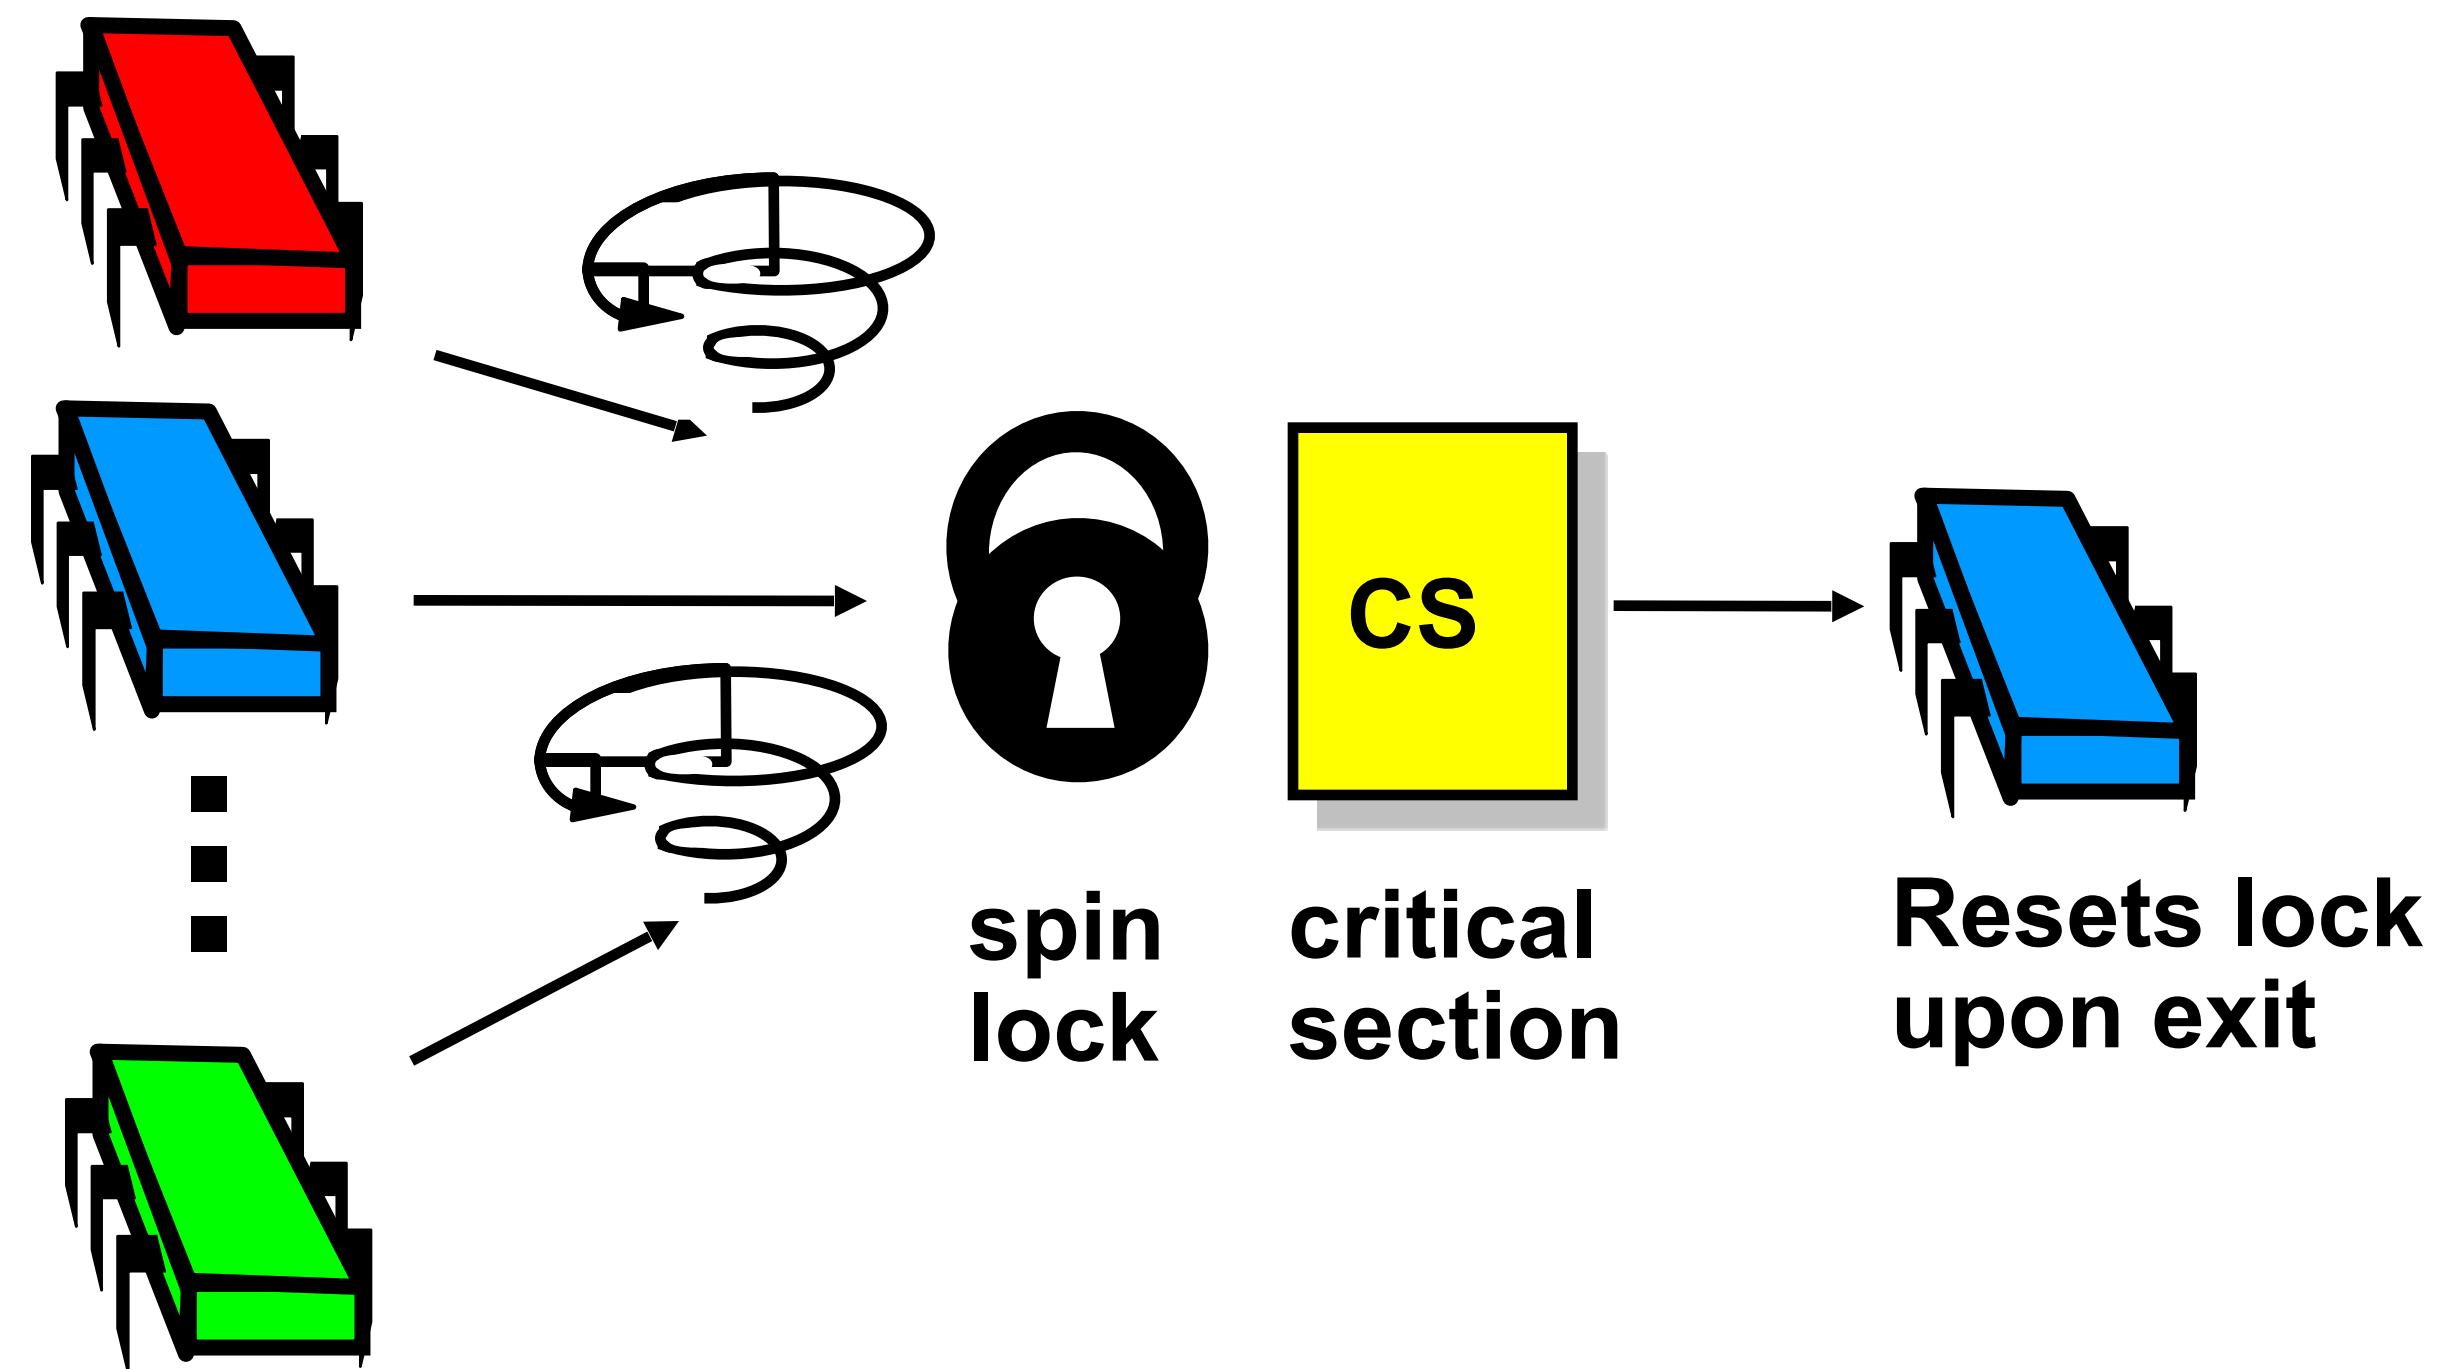 CS
spin
lock
critical
section
Resets lock
upon exit